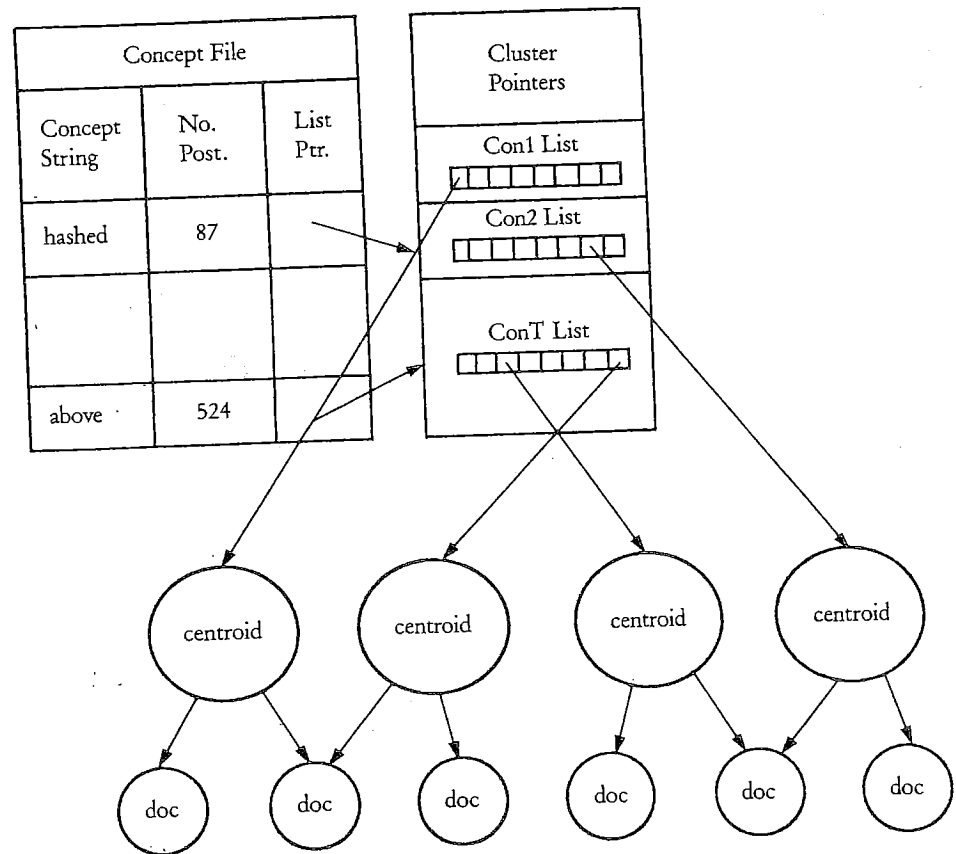 Concept File
Concept
String
No.
Post.
List
Ptr.
hashed
87
above
524
Cluster
Pointers
Con1 List
Con2 List
ConT List
centroid
centroid
centroid
centroid
doc
doc
doc
doc
doc
doc